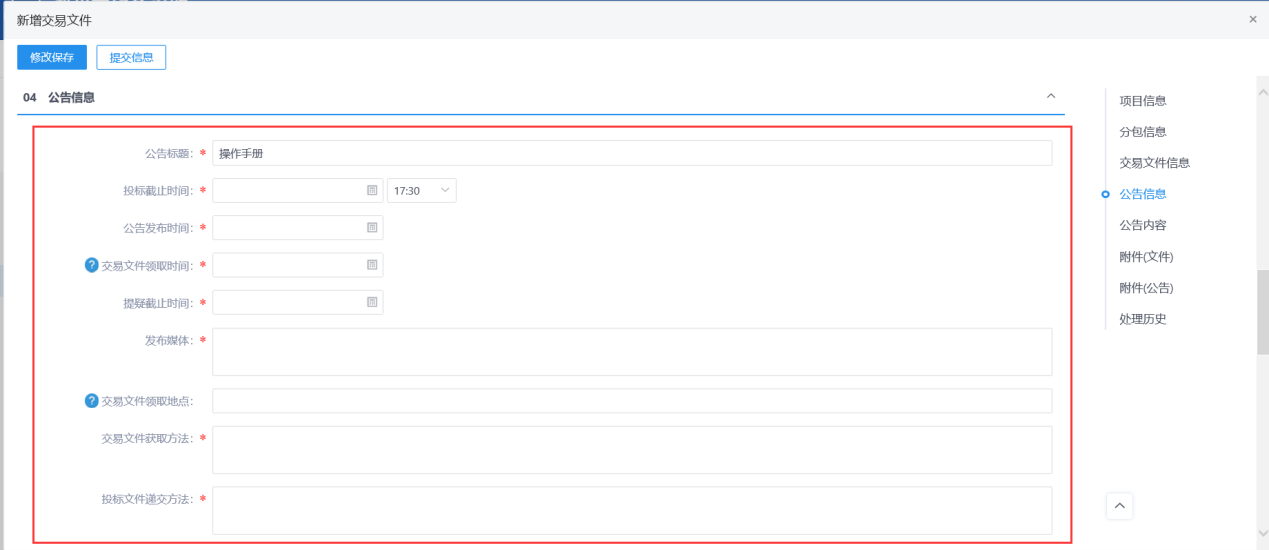 新增交易文件 ×
修改保存 提交信息
04 公告信息
公告标题: * 操作手册
投标截止时间: * 17:30
公告发布时间: *
? 交易文件领取时间: *
提疑截止时间: *
发布媒体: *
? 交易文件领取地点:
交易文件获取方法: *
投标文件递交方法: *
项目信息
分包信息
交易文件信息
公告信息
公告内容
附件(文件)
附件(公告)
处理历史